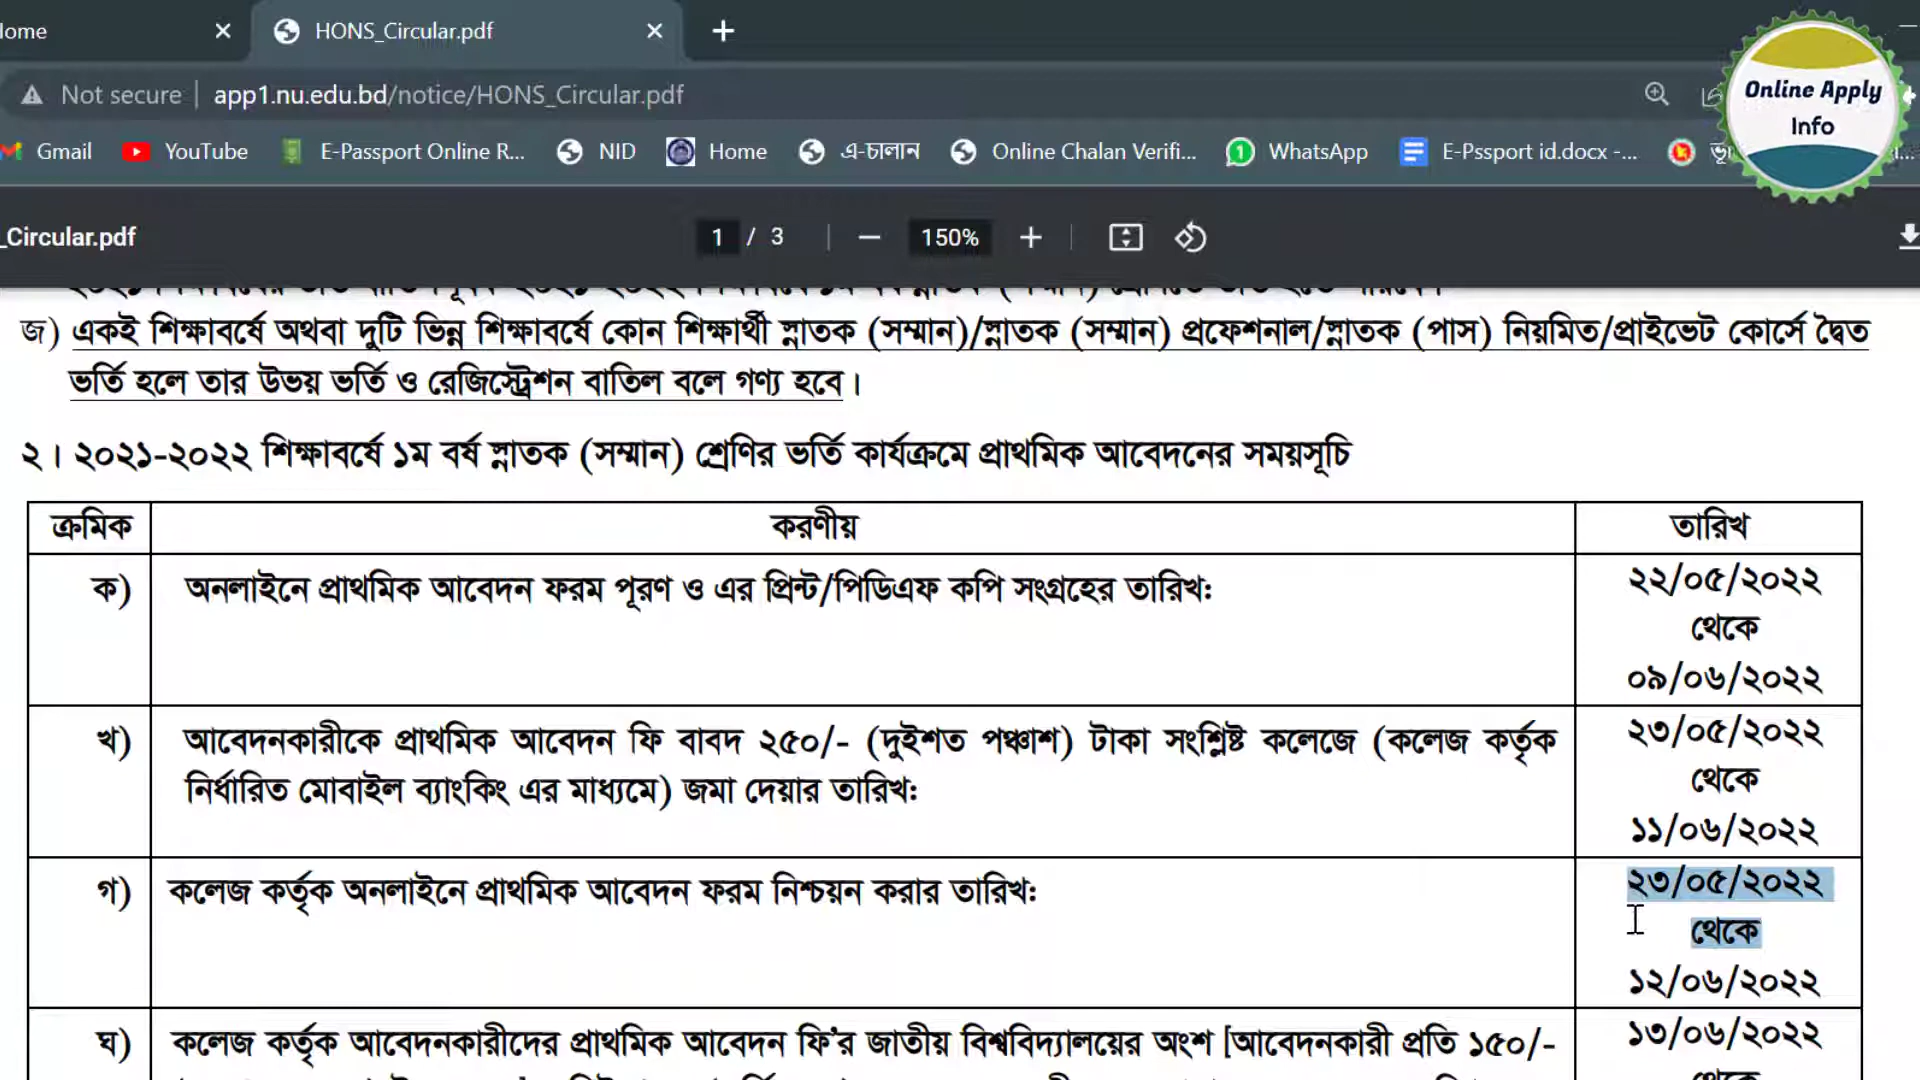 ome
HONS_Circular.pdf
Online Apply
Info
Not secure app1.nu.edu.bd/notice/HONS_Circular.pdf
Gmail YouTube E-Passport Online R... NID Home এ-চালান Online Chalan Verifi... WhatsApp E-Pssport id.docx -...
_Circular.pdf 1 / 3 150%
জ) একই শিক্ষাবর্ষে অথবা দুটি ভিন্ন শিক্ষাবর্ষে কোন শিক্ষার্থী স্নাতক (সম্মান)/স্নাতক (সম্মান) প্রফেশনাল/স্নাতক (পাস) নিয়মিত/প্রাইভেট কোর্সে দ্বৈত
ভর্তি হলে তার উভয় ভর্তি ও রেজিস্ট্রেশন বাতিল বলে গণ্য হবে।
২। ২০২১-২০২২ শিক্ষাবর্ষে ১ম বর্ষ স্নাতক (সম্মান) শ্রেণির ভর্তি কার্যক্রমে প্রাথমিক আবেদনের সময়সূচি
ক্রমিক করণীয় তারিখ
ক) অনলাইনে প্রাথমিক আবেদন ফরম পূরণ ও এর প্রিন্ট/পিডিএফ কপি সংগ্রহের তারিখ: ২২/০৫/২০২২
থেকে
০৯/০৬/২০২২
খ) আবেদনকারীকে প্রাথমিক আবেদন ফি বাবদ ২৫০/- (দুইশত পঞ্চাশ) টাকা সংশ্লিষ্ট কলেজে (কলেজ কর্তৃক ২৩/০৫/২০২২
নির্ধারিত মোবাইল ব্যাংকিং এর মাধ্যমে) জমা দেয়ার তারিখ: থেকে
১১/০৬/২০২২
গ) কলেজ কর্তৃক অনলাইনে প্রাথমিক আবেদন ফরম নিশ্চয়ন করার তারিখ: ২৩/০৫/২০২২
থেকে
১২/০৬/২০২২
ঘ) কলেজ কর্তৃক আবেদনকারীদের প্রাথমিক আবেদন ফি'র জাতীয় বিশ্ববিদ্যালয়ের অংশ [আবেদনকারী প্রতি ১৫০/- ১৩/০৬/২০২২